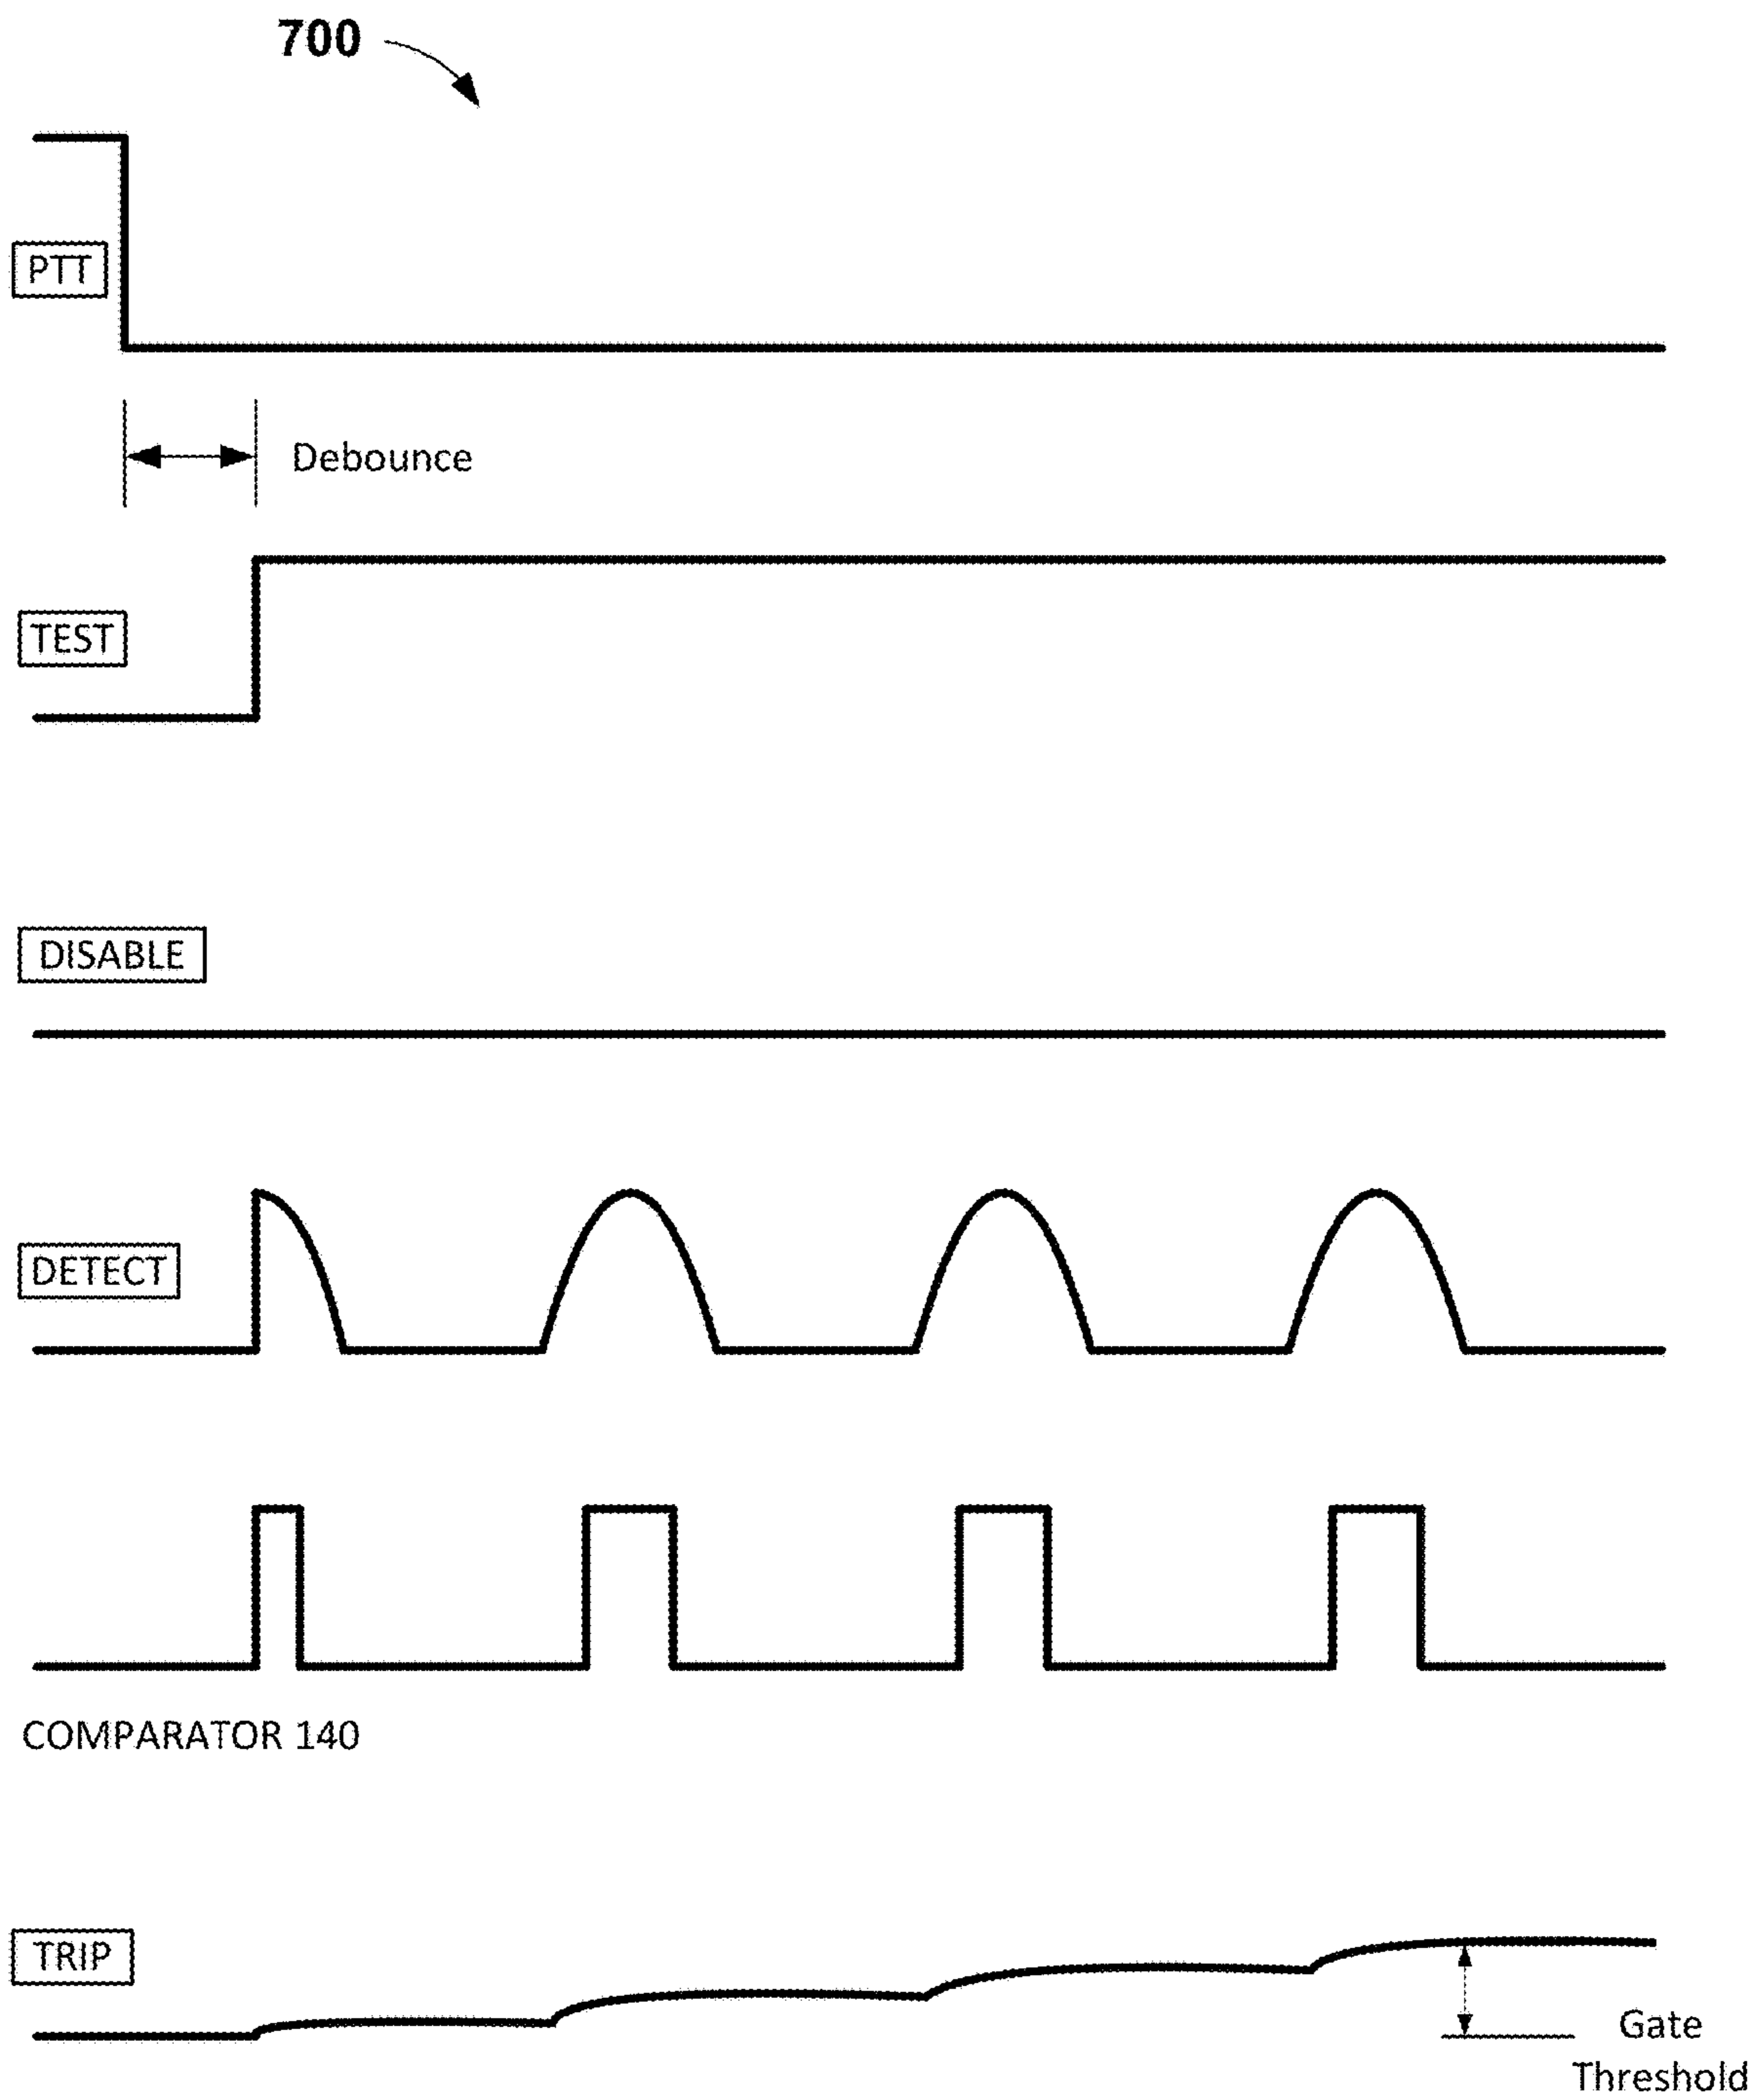 700
PTT
Debounce
TEST
DISABLE
DETECT
COMPARATOR 140
TRIP
Gate
Threshold